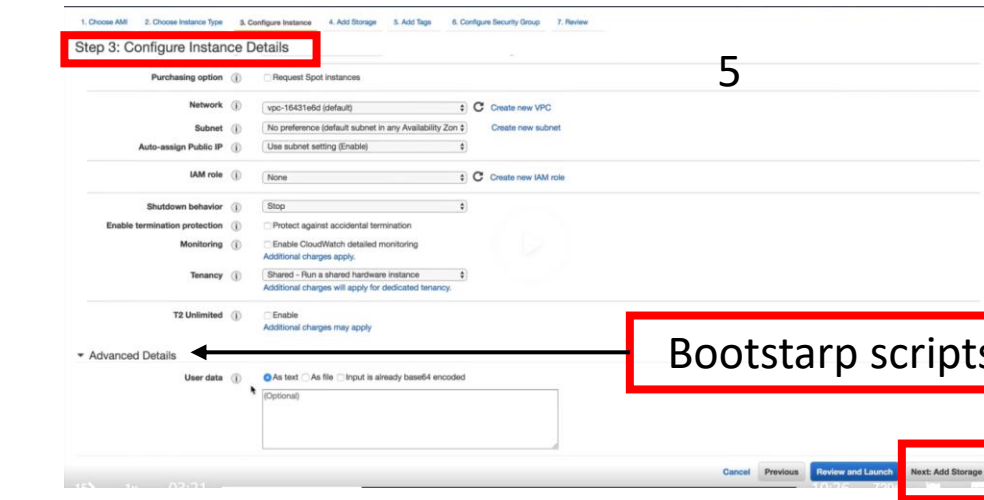 1. Choose AMI 2. Choose Instance Type 3. Configure Instance 4. Add Storage 5. Add Tags 6. Configure Security Group 7. Review
Step 3: Configure Instance Details
5
Purchasing option Request Spot instances
Network vpc-16431e6d (default) Create new VPC
Subnet No preference (default subnet in any Availability Zon Create new subnet
Auto-assign Public IP Use subnet setting (Enable)
IAM role None Create new IAM role
Shutdown behavior Stop
Enable termination protection Protect against accidental termination
Monitoring Enable CloudWatch detailed monitoring
Additional charges apply.
Tenancy Shared - Run a shared hardware instance
Additional charges will apply for dedicated tenancy.
T2 Unlimited Enable
Additional charges may apply
Bootstarp scripts
Advanced Details
User data As text As file Input is already base64 encoded
(Optional)
Cancel Previous Review and Launch Next: Add Storage